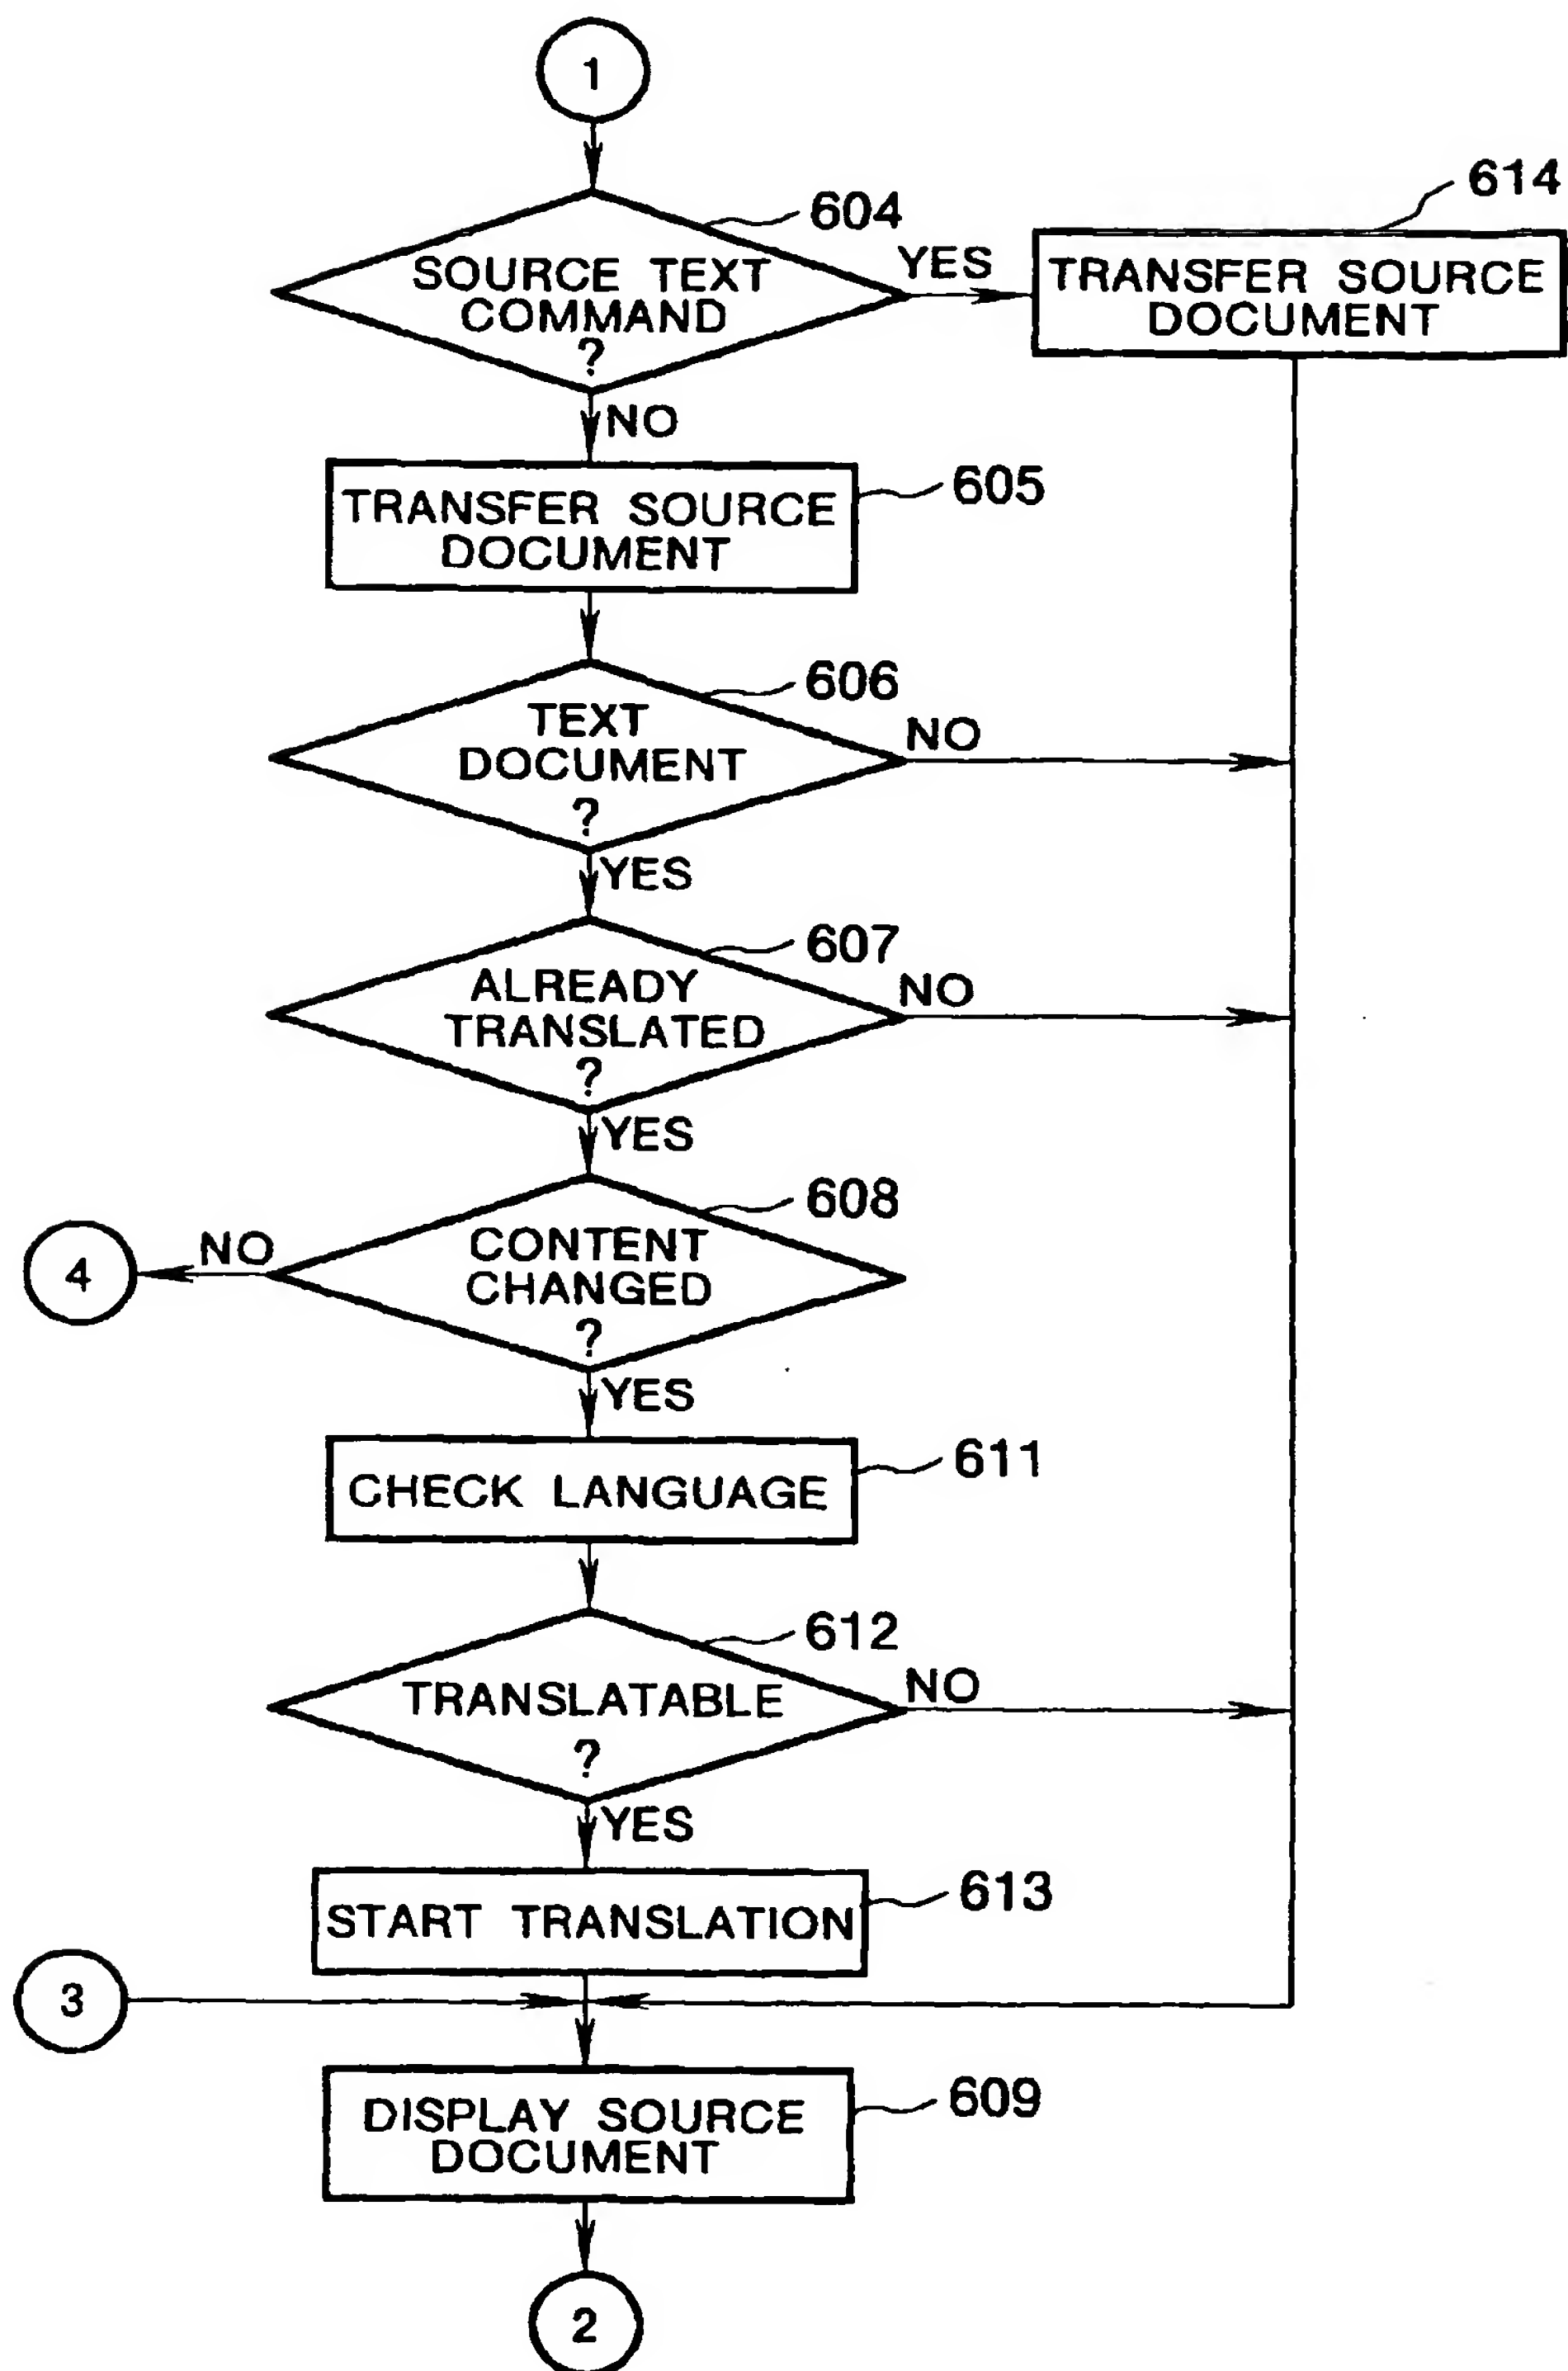 1
604
614
SOURCE TEXT
COMMAND
?
YES
TRANSFER SOURCE
DOCUMENT
NO
TRANSFER SOURCE
DOCUMENT
605
606
TEXT
DOCUMENT
?
NO
YES
607
ALREADY
TRANSLATED
?
NO
YES
608
CONTENT
CHANGED
?
NO
4
YES
CHECK LANGUAGE
611
612
TRANSLATABLE
?
NO
YES
START TRANSLATION
613
3
DISPLAY SOURCE
DOCUMENT
609
2